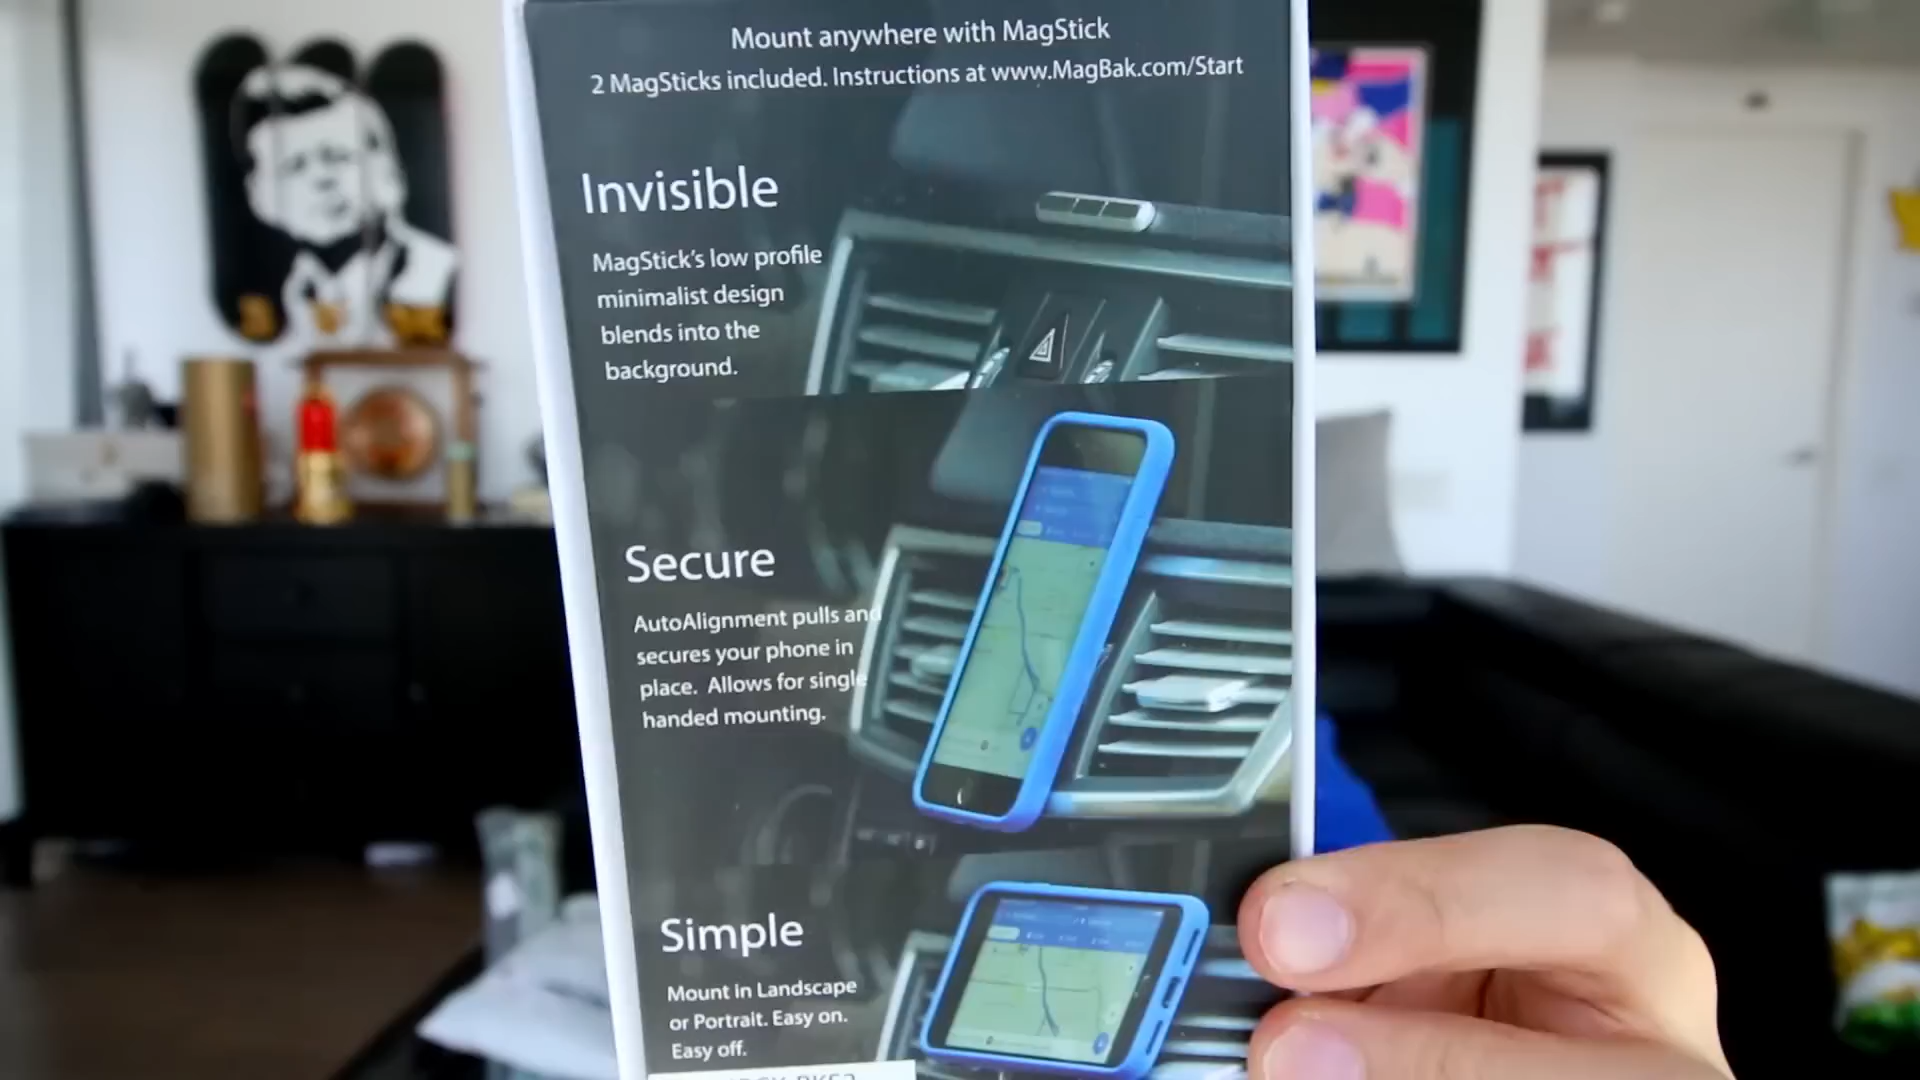 Mount anywhere with MagStick
2 MagSticks included. Instructions at www.MagBak.com/Start
Invisible
MagStick's low profile
minimalist design
blends into the
background.
Secure
AutoAlignment pulls and
secures your phone in
place. Allows for single
handed mounting.
Simple
Mount in Landscape
or Portrait. Easy on.
Easy off.